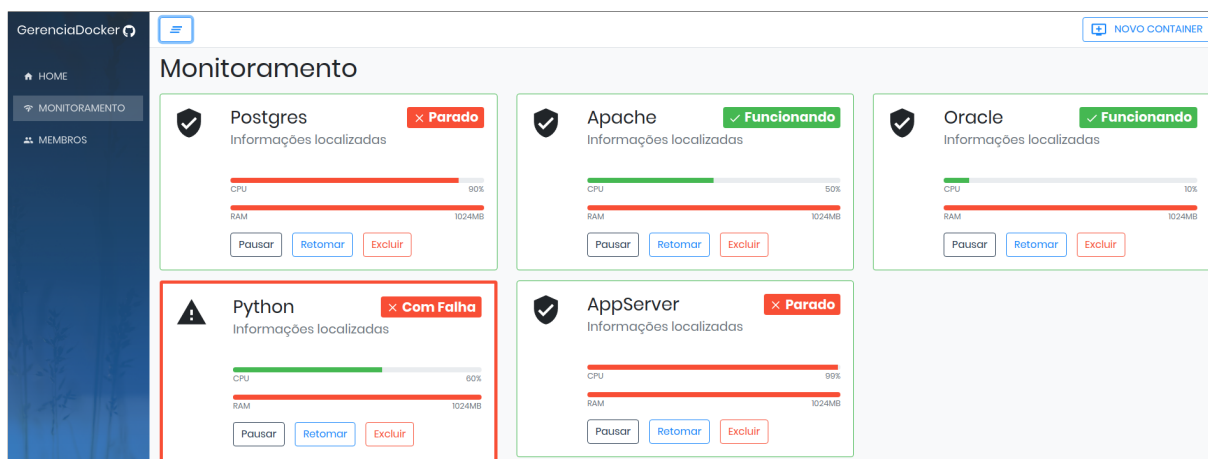 GerenciaDocker
NOVO CONTAINER
HOME
MONITORAMENTO
MEMBROS
Monitoramento
Postgres
× Parado
Informações localizadas
CPU 90%
RAM 1024MB
Pausar Retomar Excluir
Apache
✓ Funcionando
Informações localizadas
CPU 50%
RAM 1024MB
Pausar Retomar Excluir
Oracle
✓ Funcionando
Informações localizadas
CPU 10%
RAM 1024MB
Pausar Retomar Excluir
Python
× Com Falha
Informações localizadas
CPU 60%
RAM 1024MB
Pausar Retomar Excluir
AppServer
× Parado
Informações localizadas
CPU 99%
RAM 1024MB
Pausar Retomar Excluir